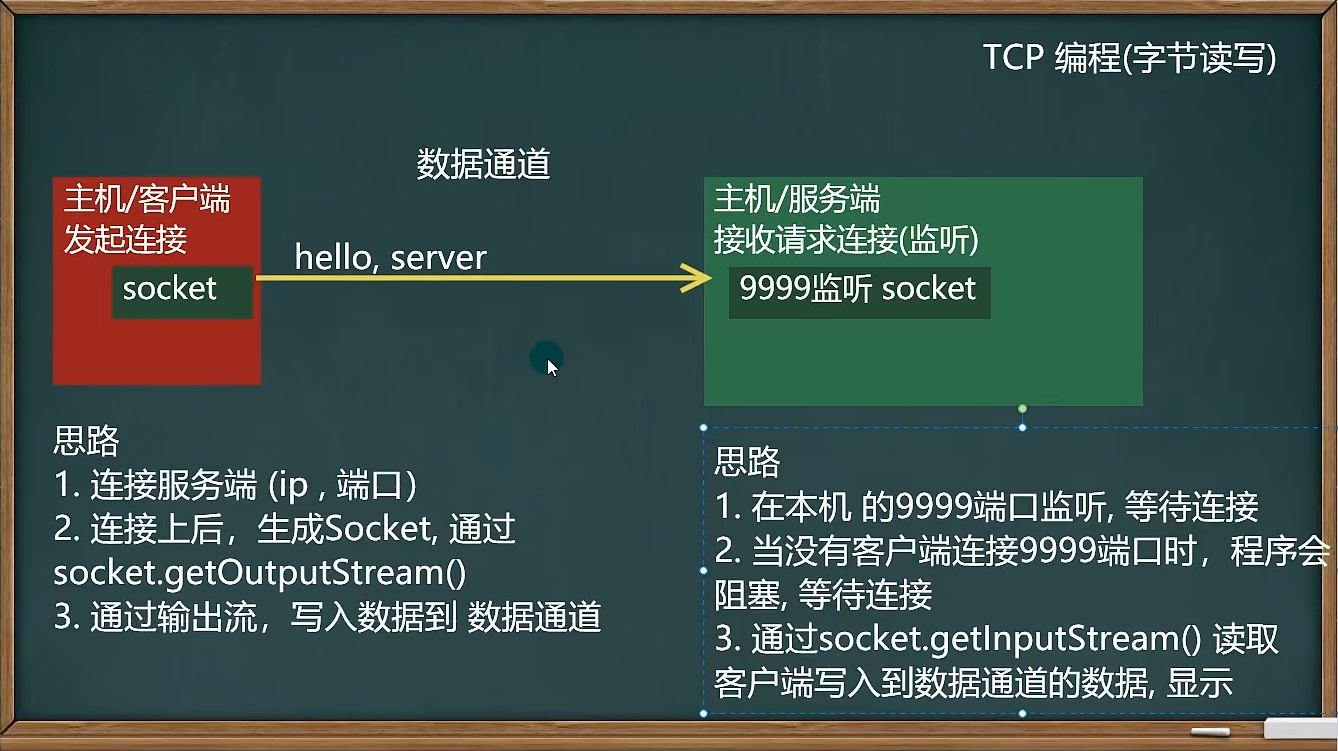 TCP 编程(字节读写)
数据通道
主机/客户端
发起连接
socket
hello, server
主机/服务端
接收请求连接(监听)
9999监听 socket
思路
1. 连接服务端 (ip , 端口)
2. 连接上后，生成Socket, 通过
socket.getOutputStream()
3. 通过输出流，写入数据到 数据通道
思路
1. 在本机 的9999端口监听, 等待连接
2. 当没有客户端连接9999端口时，程序会
阻塞, 等待连接
3. 通过socket.getInputStream() 读取
客户端写入到数据通道的数据, 显示